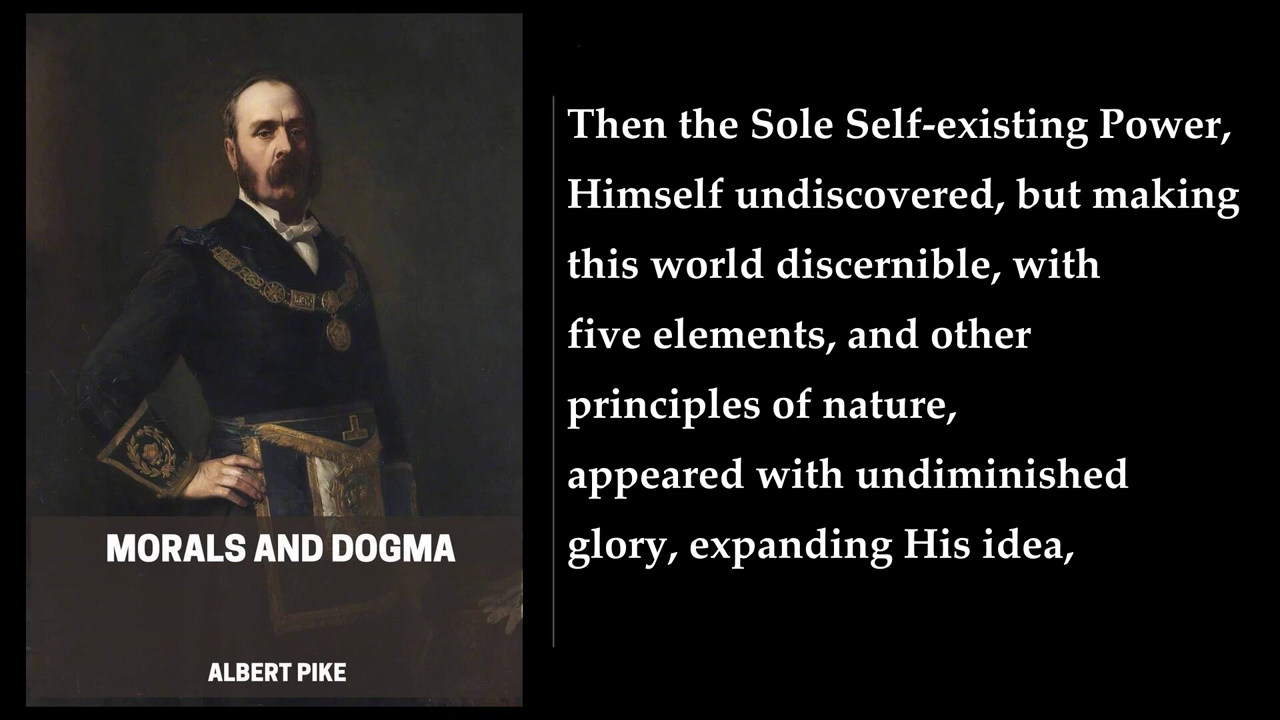 MORALS AND DOGMA
ALBERT PIKE
Then the Sole Self-existing Power,
Himself undiscovered, but making
this world discernible, with
five elements, and other
principles of nature,
appeared with undiminished
glory, expanding His idea,